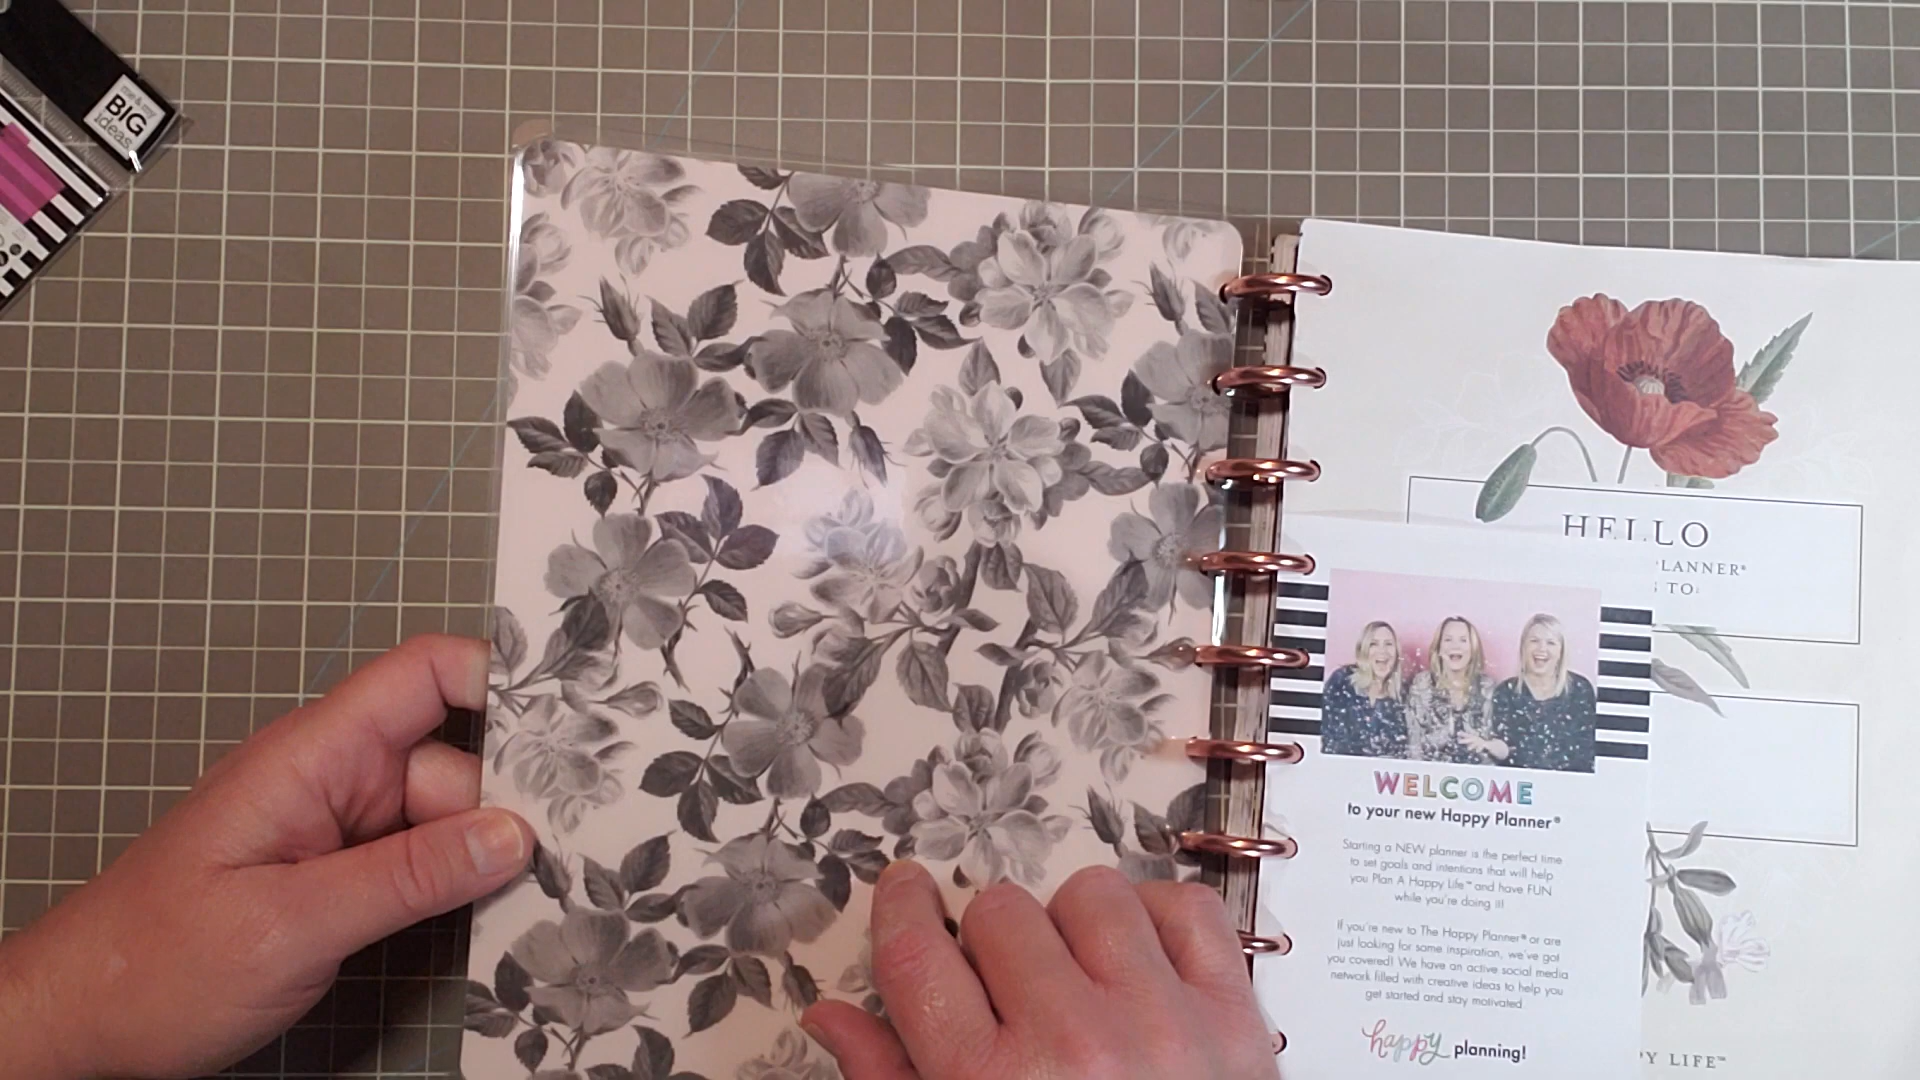 me & my
BIG
ideas
HELLO
PLANNER®
TO:
WELCOME
to your new Happy Planner®
Starting a NEW planner is the perfect time
to set goals and intentions that will help
you Plan A Happy Life™ and have FUN
while you're doing it!
If you're new to The Happy Planner® or are
just looking for some inspiration, we've got
you covered! We have an active social media
network filled with creative ideas to help you
get started and stay motivated.
happy planning!
LIFE™